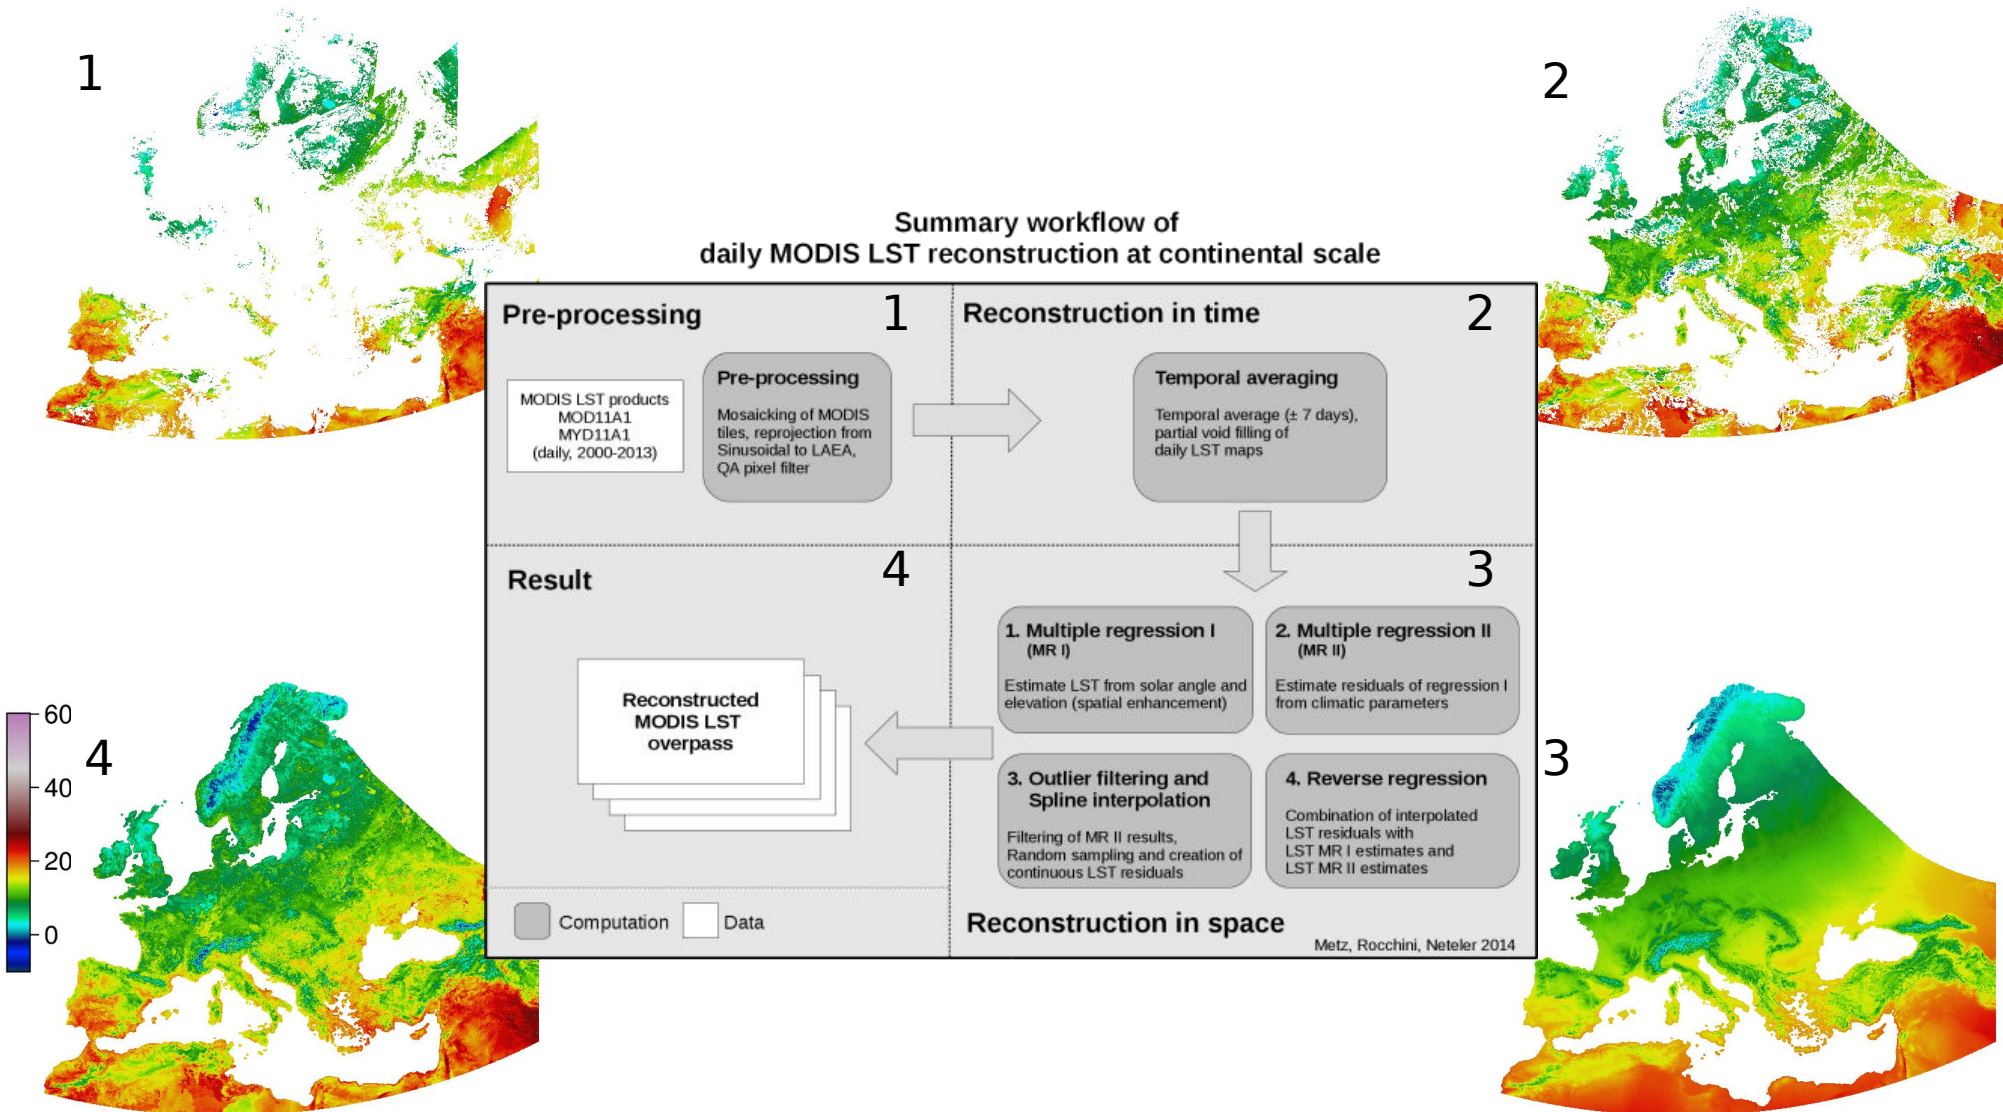 1
2
Summary workflow of
daily MODIS LST reconstruction at continental scale
Pre-processing
1
MODIS LST products
MOD11A1
MYD11A1
(daily, 2000-2013)
Pre-processing
Mosaicking of MODIS
tiles, reprojection from
Sinusoidal to LAEA,
QA pixel filter
Reconstruction in time
2
Temporal averaging
Temporal average (± 7 days),
partial void filling of
daily LST maps
3
1. Multiple regression I
(MR I)
Estimate LST from solar angle and
elevation (spatial enhancement)
2. Multiple regression II
(MR II)
Estimate residuals of regression I
from climatic parameters
3. Outlier filtering and
Spline interpolation
Filtering of MR II results,
Random sampling and creation of
continuous LST residuals
4. Reverse regression
Combination of interpolated
LST residuals with
LST MR I estimates and
LST MR II estimates
Reconstruction in space
Metz, Rocchini, Neteler 2014
Result
4
Reconstructed
MODIS LST
overpass
Computation
Data
4
60
40
20
0
3